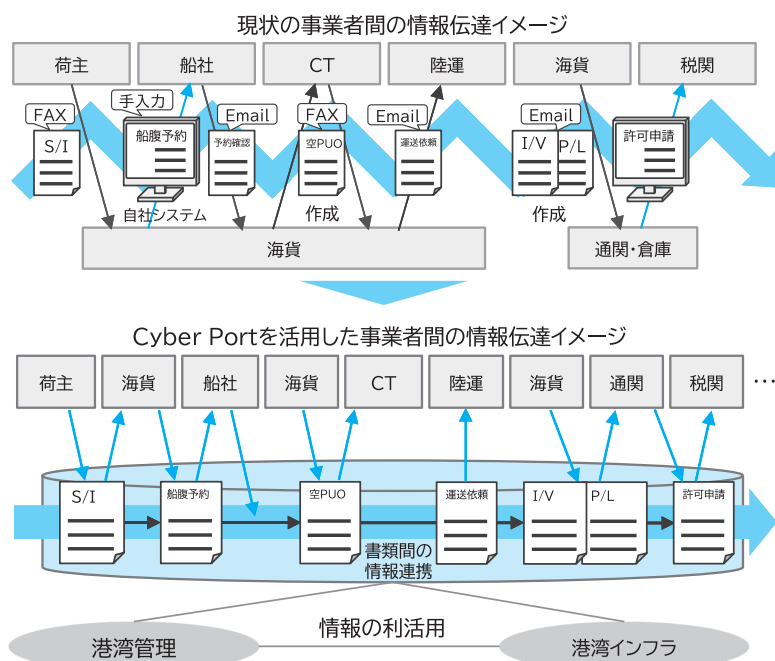 現状の事業者間の情報伝達イメージ
荷主
船社
CT
陸運
海貨
税関
FAX
手入力
Email
FAX
Email
Email
S/I
船腹予約
予約確認
空PUO
運送依頼
I/V
P/L
許可申請
自社システム
作成
作成
海貨
通関・倉庫
Cyber Portを活用した事業者間の情報伝達イメージ
荷主
海貨
船社
海貨
CT
陸運
海貨
通関
税関
…
S/I
船腹予約
空PUO
運送依頼
I/V
P/L
許可申請
書類間の
情報連携
港湾管理
情報の利活用
港湾インフラ